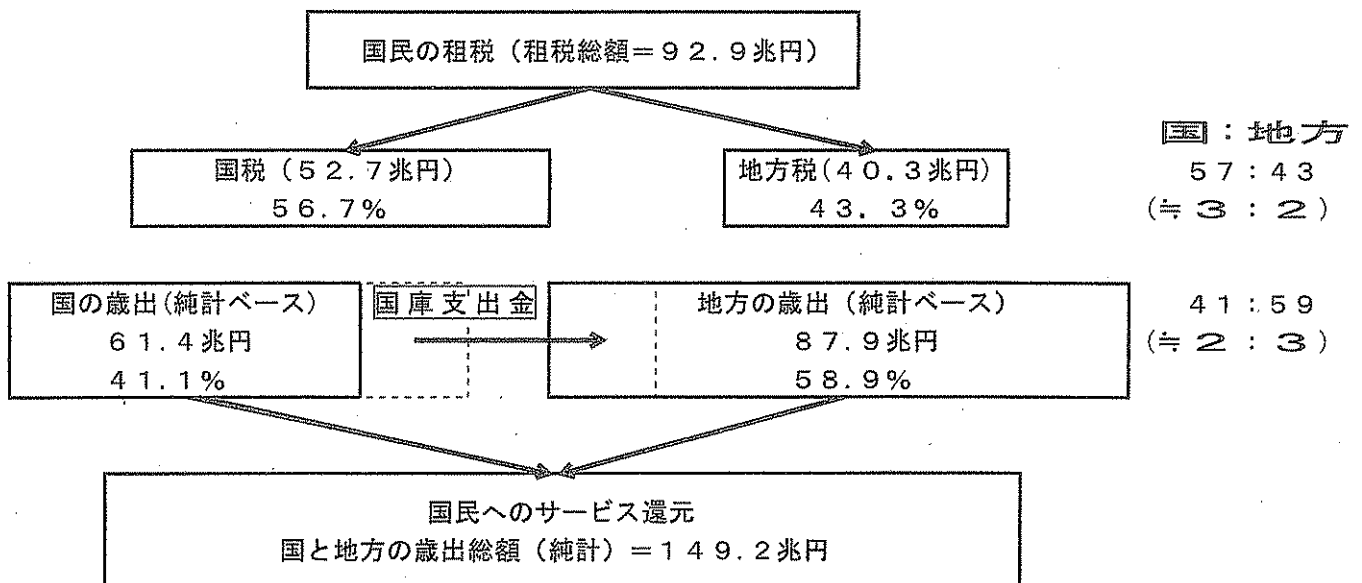 国民の租税（租税総額＝９２.９兆円）
国：地方
国税（５２.７兆円）
５６.７％
地方税(４０.３兆円)
４３.３％
５７：４３
(≒３：２)
国の歳出(純計ベース)
６１.４兆円
４１.１％
国庫支出金
地方の歳出（純計ベース）
８７.９兆円
５８.９％
４１：５９
(≒２：３)
国民へのサービス還元
国と地方の歳出総額（純計）＝１４９.２兆円